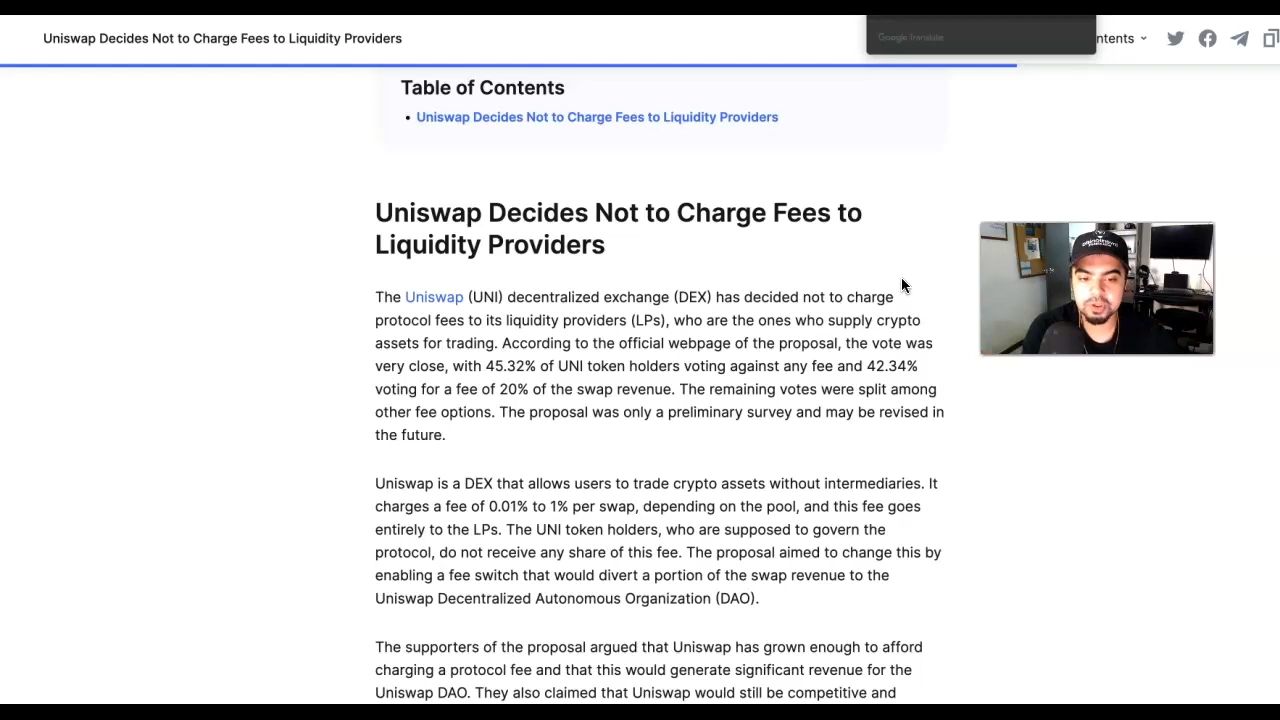 Uniswap Decides Not to Charge Fees to Liquidity Providers
Google Translate
ntents
Table of Contents
• Uniswap Decides Not to Charge Fees to Liquidity Providers
Uniswap Decides Not to Charge Fees to
Liquidity Providers
The Uniswap (UNI) decentralized exchange (DEX) has decided not to charge
protocol fees to its liquidity providers (LPs), who are the ones who supply crypto
assets for trading. According to the official webpage of the proposal, the vote was
very close, with 45.32% of UNI token holders voting against any fee and 42.34%
voting for a fee of 20% of the swap revenue. The remaining votes were split among
other fee options. The proposal was only a preliminary survey and may be revised in
the future.
Uniswap is a DEX that allows users to trade crypto assets without intermediaries. It
charges a fee of 0.01% to 1% per swap, depending on the pool, and this fee goes
entirely to the LPs. The UNI token holders, who are supposed to govern the
protocol, do not receive any share of this fee. The proposal aimed to change this by
enabling a fee switch that would divert a portion of the swap revenue to the
Uniswap Decentralized Autonomous Organization (DAO).
The supporters of the proposal argued that Uniswap has grown enough to afford
charging a protocol fee and that this would generate significant revenue for the
Uniswap DAO. They also claimed that Uniswap would still be competitive and